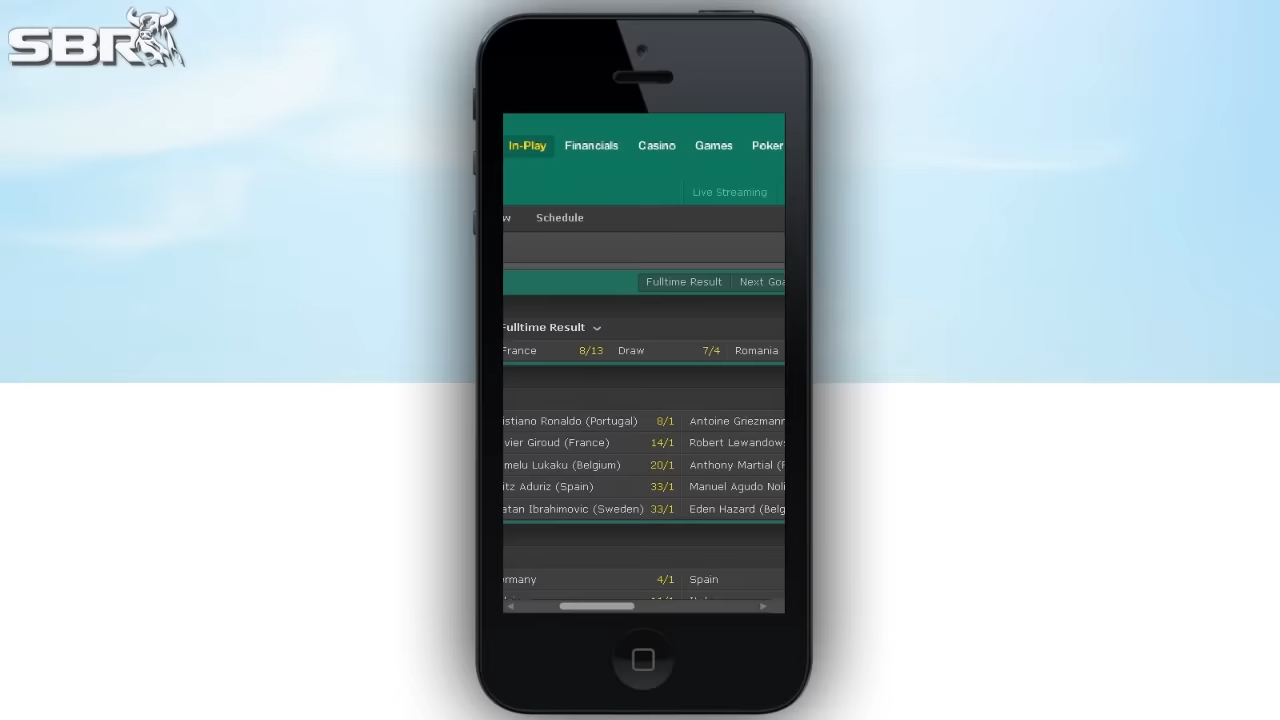 SBR
In-Play Financials Casino Games Poker
Live Streaming
w Schedule
Fulltime Result Next Goa
Fulltime Result
France 8/13 Draw 7/4 Romania
istiano Ronaldo (Portugal) 8/1 Antoine Griezmann
vier Giroud (France) 14/1 Robert Lewandows
melu Lukaku (Belgium) 20/1 Anthony Martial (F
itz Aduriz (Spain) 33/1 Manuel Agudo Noli
atan Ibrahimovic (Sweden) 33/1 Eden Hazard (Belg
rmany 4/1 Spain